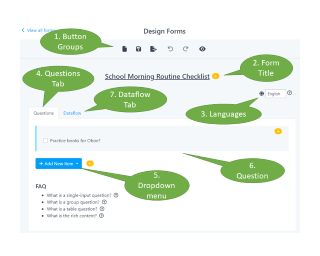 View all forms
Design Forms
1. Button
Groups
2. Form
Title
School Morning Routine Checklist
4. Questions
Tab
7. Dataflow
Tab
English
3. Languages
Questions
Dataflow
Practice books for Oboe?
+ Add New Item
6.
Question
5.
Dropdown
menu
FAQ
What is a single-input question?
What is a group question?
What is a table question?
What is the rich content?